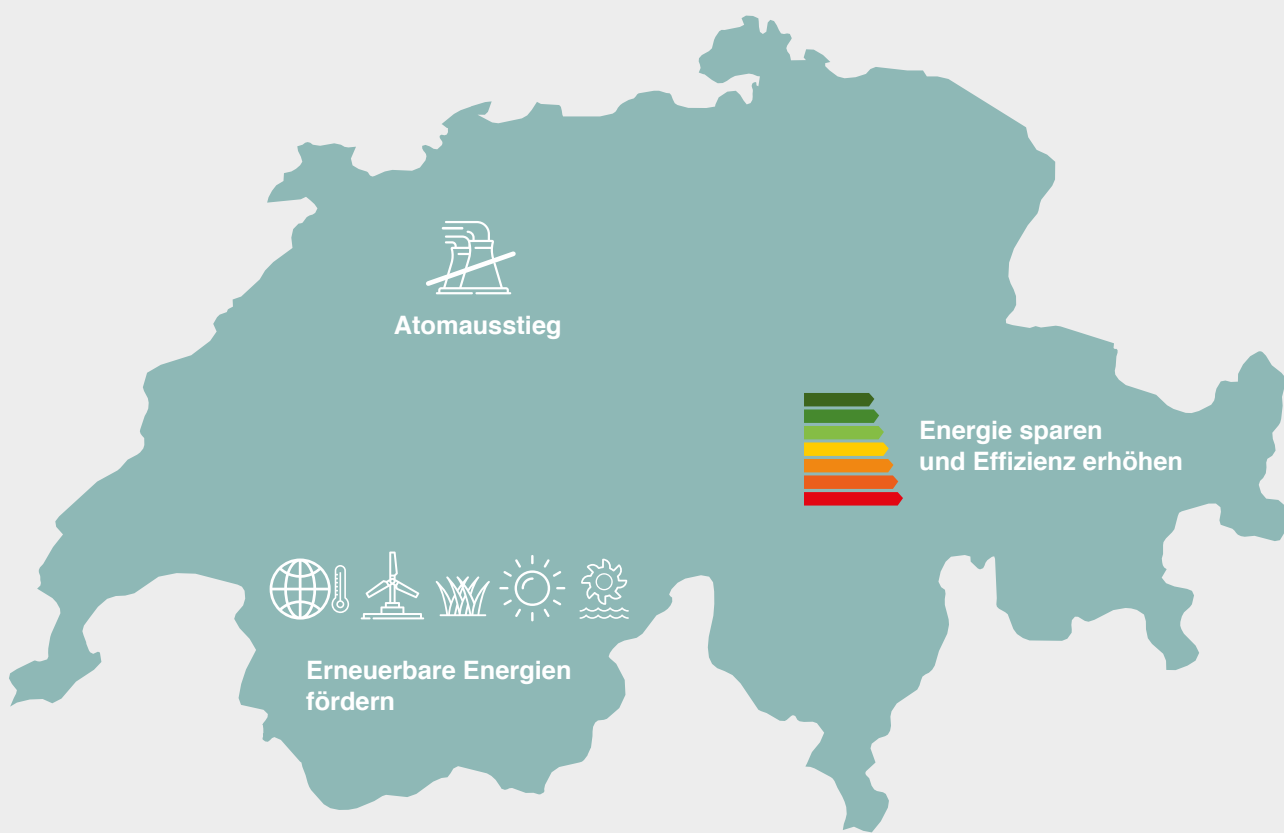 Atomausstieg
Energie sparen
und Effizienz erhöhen
Erneuerbare Energien
fördern